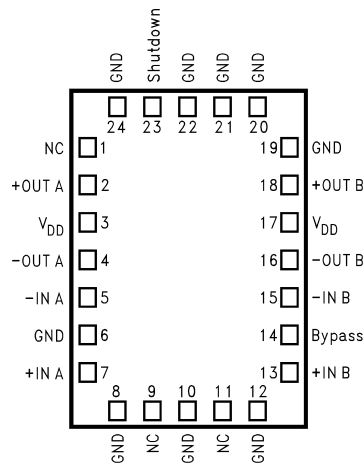 GND Shutdown GND GND GND
24 23 22 21 20
NC 1 19 GND
+OUT A 2 18 +OUT B
VDD 3 17 VDD
-OUT A 4 16 -OUT B
-IN A 5 15 -IN B
GND 6 14 Bypass
+IN A 7 13 +IN B
8 9 10 11 12
GND NC GND NC GND